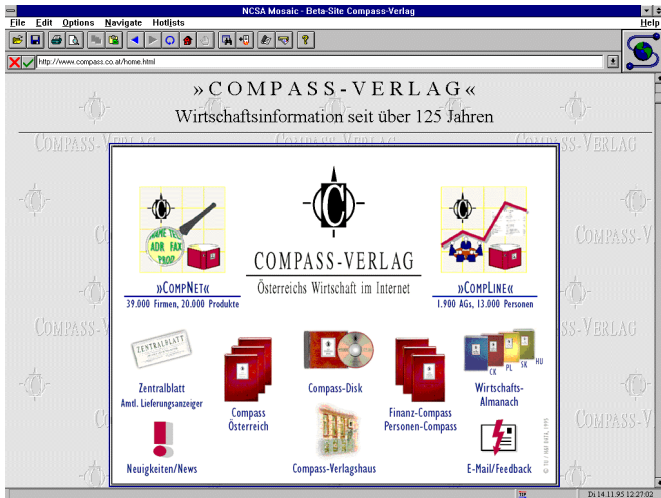 NCSA Mosaic - Beta-Site Compass-Verlag
File Edit Options Navigate Hotlists Help
http://www.compass.co.at/home.html
»COMPASS-VERLAG«
Wirtschaftsinformation seit über 125 Jahren
COMPASS-VERLAG
Österreichs Wirtschaft im Internet
NAME TEL
ADR FAX
»COMPNET«
39.000 Firmen, 20.000 Produkte
»COMPLINE«
1.900 AGs, 13.000 Personen
ZENTRALBLATT
Zentralblatt
Amtl. Lieferungsanzeiger
Compass
Österreich
Compass-Disk
Finanz-Compass
Personen-Compass
CK PL SK HU
Wirtschafts-
Almanach
Neuigkeiten/News
Compass-Verlagshaus
E-Mail/Feedback
Di 14.11.95 12:27:02